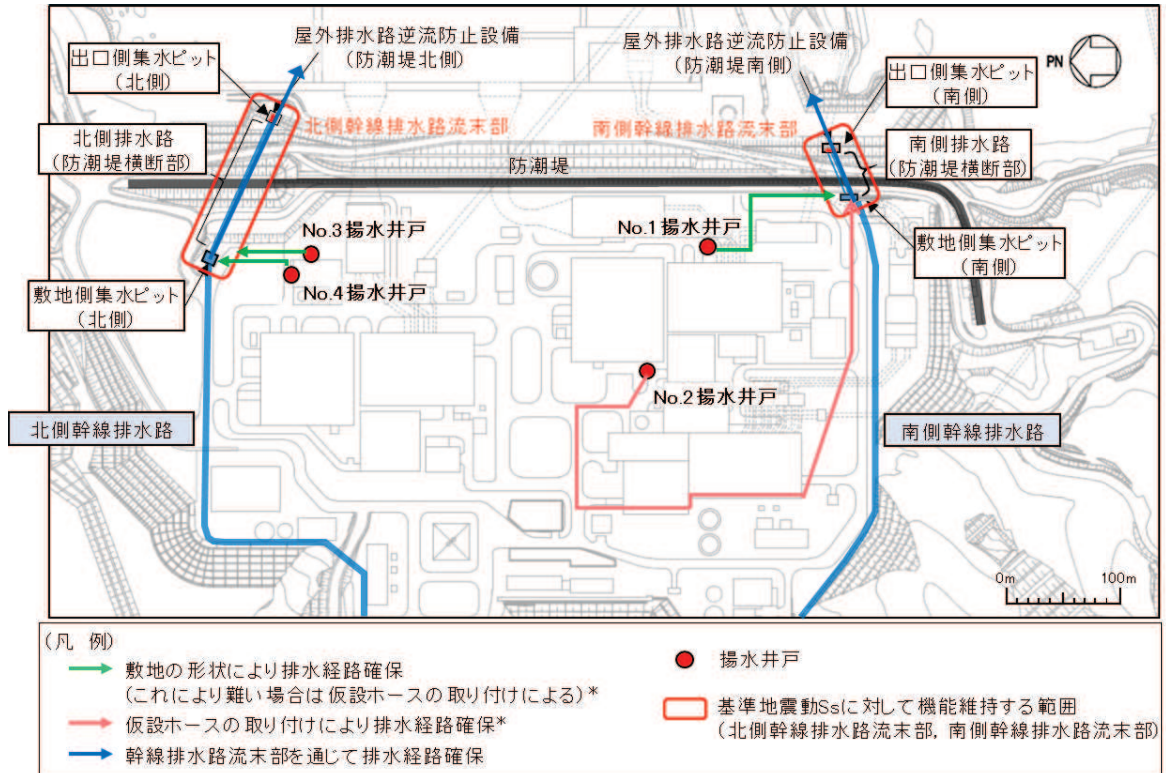 屋外排水路逆流防止設備
(防潮堤北側)
出口側集水ピット
(北側)
北側排水路
(防潮堤横断部)
北側幹線排水路流末部
屋外排水路逆流防止設備
(防潮堤南側)
出口側集水ピット
(南側)
PN
南側幹線排水路流末部
南側排水路
(防潮堤横断部)
防潮堤
No.3揚水井戸
No.4揚水井戸
No.1揚水井戸
敷地側集水ピット
(南側)
敷地側集水ピット
(北側)
No.2揚水井戸
北側幹線排水路
南側幹線排水路
0m 100m
(凡 例)
敷地の形状により排水経路確保
(これにより難い場合は仮設ホースの取り付けによる)*
仮設ホースの取り付けにより排水経路確保*
幹線排水路流末部を通じて排水経路確保
揚水井戸
基準地震動Ssに対して機能維持する範囲
(北側幹線排水路流末部, 南側幹線排水路流末部)